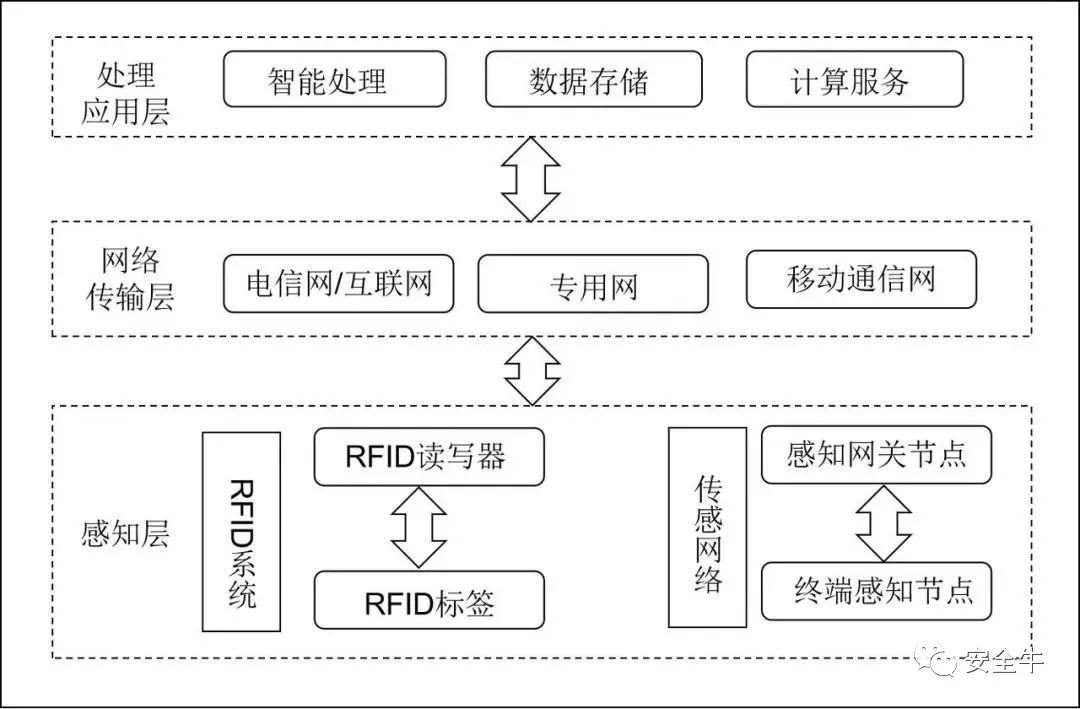 处理
应用层
智能处理
数据存储
计算服务
网络
传输层
电信网/互联网
专用网
移动通信网
感知层
RFID系统
RFID读写器
RFID标签
传感网络
感知网关节点
终端感知节点
安全牛